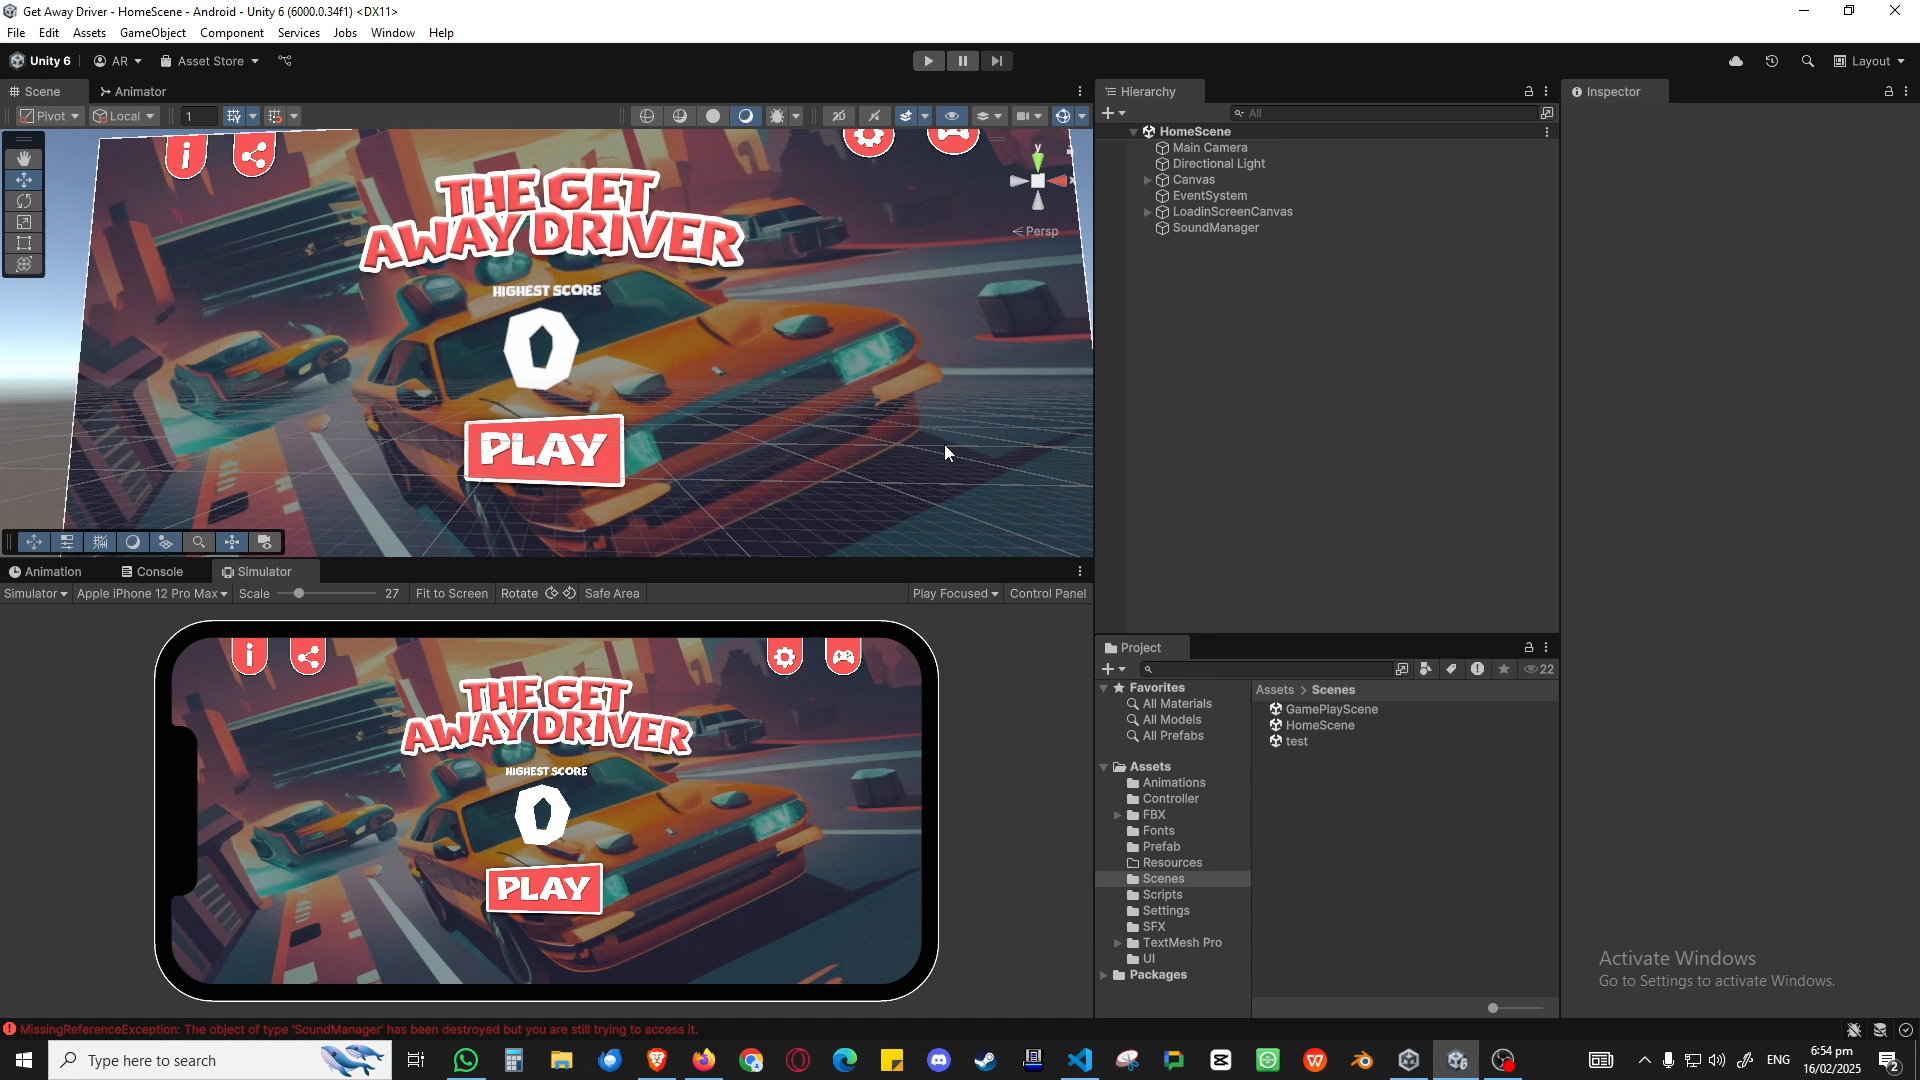 Get Away Driver - HomeScene - Android - Unity 6 (6000.0.34f1) <DX11>
File Edit Assets GameObject Component Services Jobs Window Help
Unity 6 AR Asset Store Layout
Scene Animator
Pivot Local 1 2D
THE GET
AWAY DRIVER
HIGHEST SCORE
0
PLAY
y
x
Persp
Hierarchy
All
HomeScene
Main Camera
Directional Light
Canvas
EventSystem
LoadinScreenCanvas
SoundManager
Inspector
Animation Console Simulator
Simulator Apple iPhone 12 Pro Max Scale 27 Fit to Screen Rotate Safe Area Play Focused Control Panel
THE GET
AWAY DRIVER
HIGHEST SCORE
0
PLAY
Project
22
Favorites
All Materials
All Models
All Prefabs
Assets
Animations
Controller
FBX
Fonts
Prefab
Resources
Scenes
Scripts
Settings
SFX
TextMesh Pro
UI
Packages
Assets > Scenes
GamePlayScene
HomeScene
test
Activate Windows
Go to Settings to activate Windows.
MissingReferenceException: The object of type 'SoundManager' has been destroyed but you are still trying to access it.
Type here to search
ENG
6:54 pm
16/02/2025
2